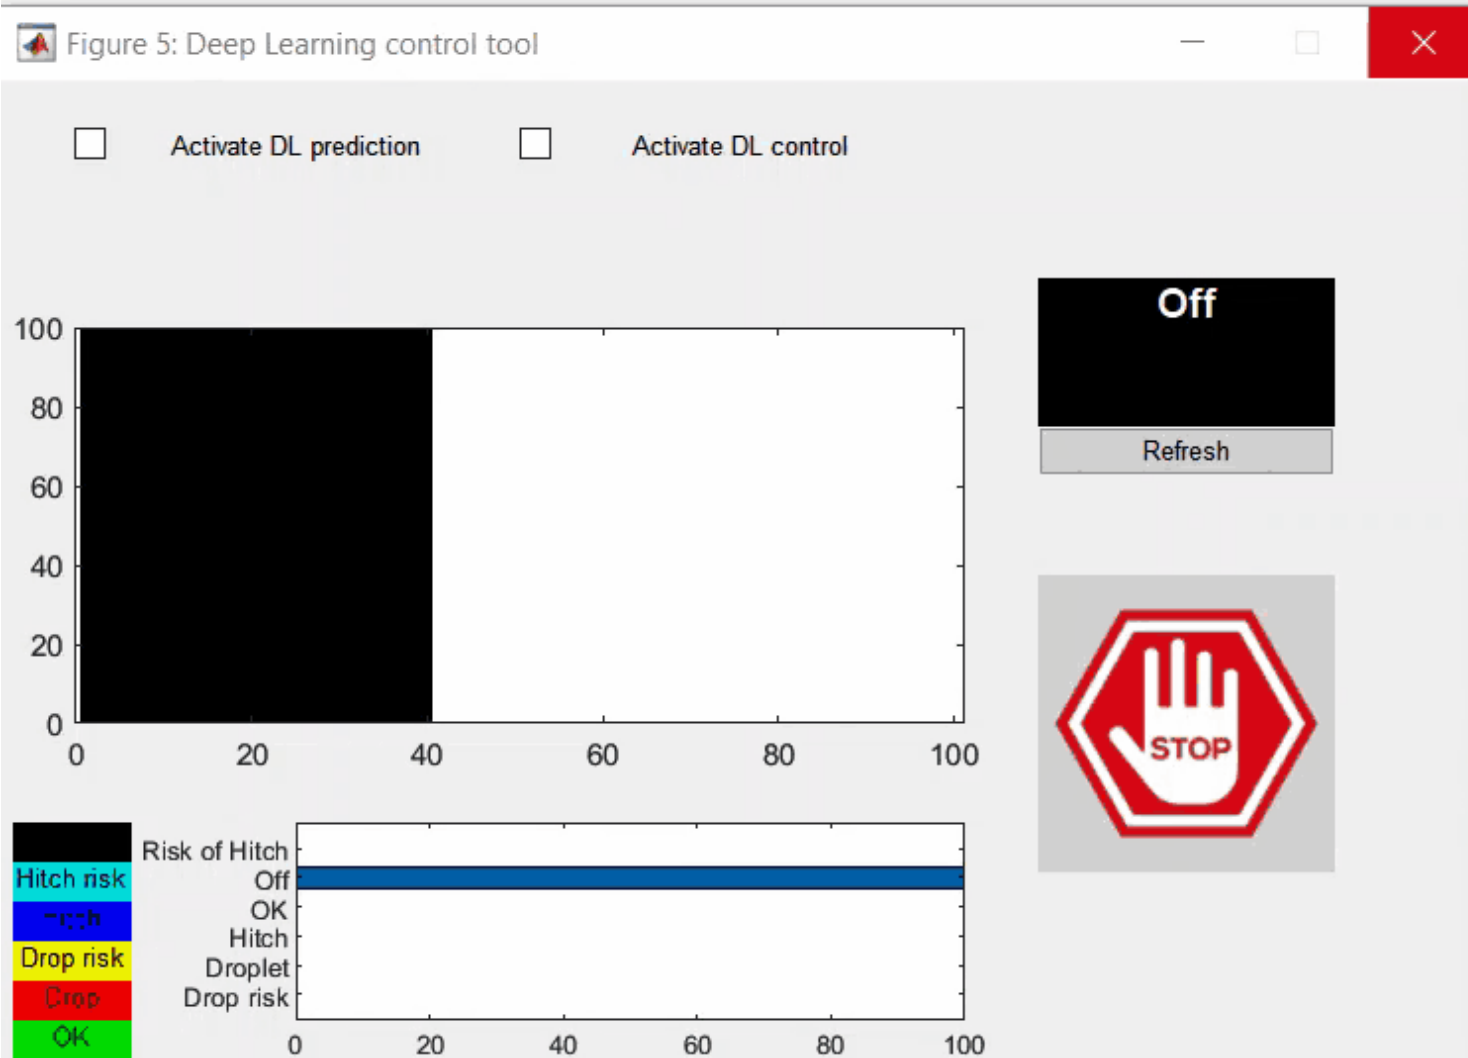 Figure 5: Deep Learning control tool
Activate DL prediction
Activate DL control
Off
Refresh
100
80
60
40
20
0
0 20 40 60 80 100
STOP
Hitch risk
Drop risk
Drop
OK
Risk of Hitch
Off
OK
Hitch
Droplet
Drop risk
0 20 40 60 80 100